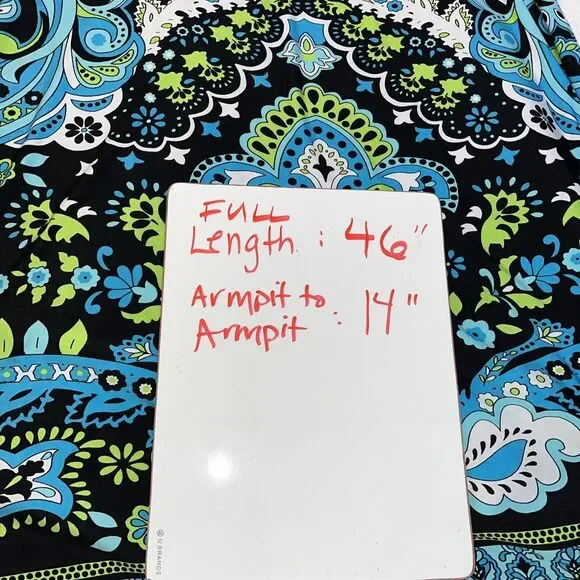 FULL
Length : 46"
Armpit to
Armpit : 14"
U BRANDS